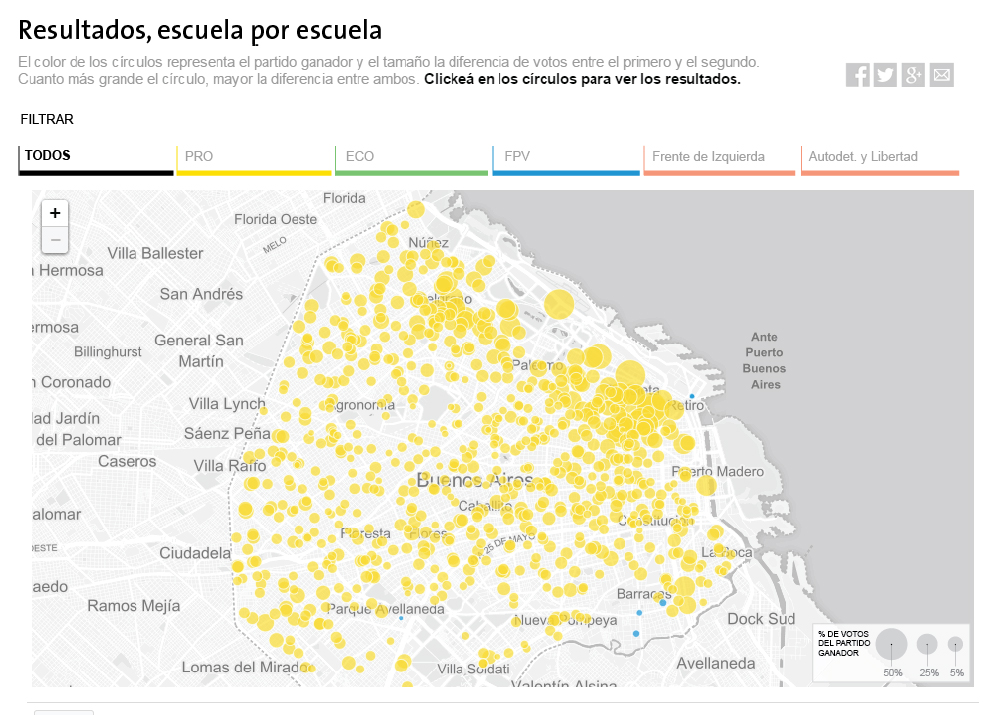 Resultados, escuela por escuela
El color de los círculos representa el partido ganador y el tamaño la diferencia de votos entre el primero y el segundo.
Cuanto más grande el círculo, mayor la diferencia entre ambos. Clickeá en los círculos para ver los resultados.
FILTRAR
TODOS
PRO
ECO
FPV
Frente de Izquierda
Autodet. y Libertad
+
−
Florida
Florida Oeste
MELO
Núñez
Villa Ballester
Hermosa
San Andrés
Belgrano
ermosa
General San
Martín
Billinghurst
Ante
Puerto
Buenos
Aires
Palermo
Coronado
ota
Villa Lynch
Agronomía
Retiro
dad Jardín
del Palomar
Sáenz Peña
Caseros
Villa Raffo
Puerto Madero
Buenos Aires
Caballito
alomar
Constitución
Floresta
Flores
25 DE MAYO
OESTE
Ciudadela
La Boca
aedo
Barracas
Ramos Mejía
Parque Avellaneda
Nueva Pompeya
Dock Sud
% DE VOTOS
DEL PARTIDO
GANADOR
50%
25%
5%
Lomas del Mirador
Villa Soldati
Avellaneda
Valentín Alsina